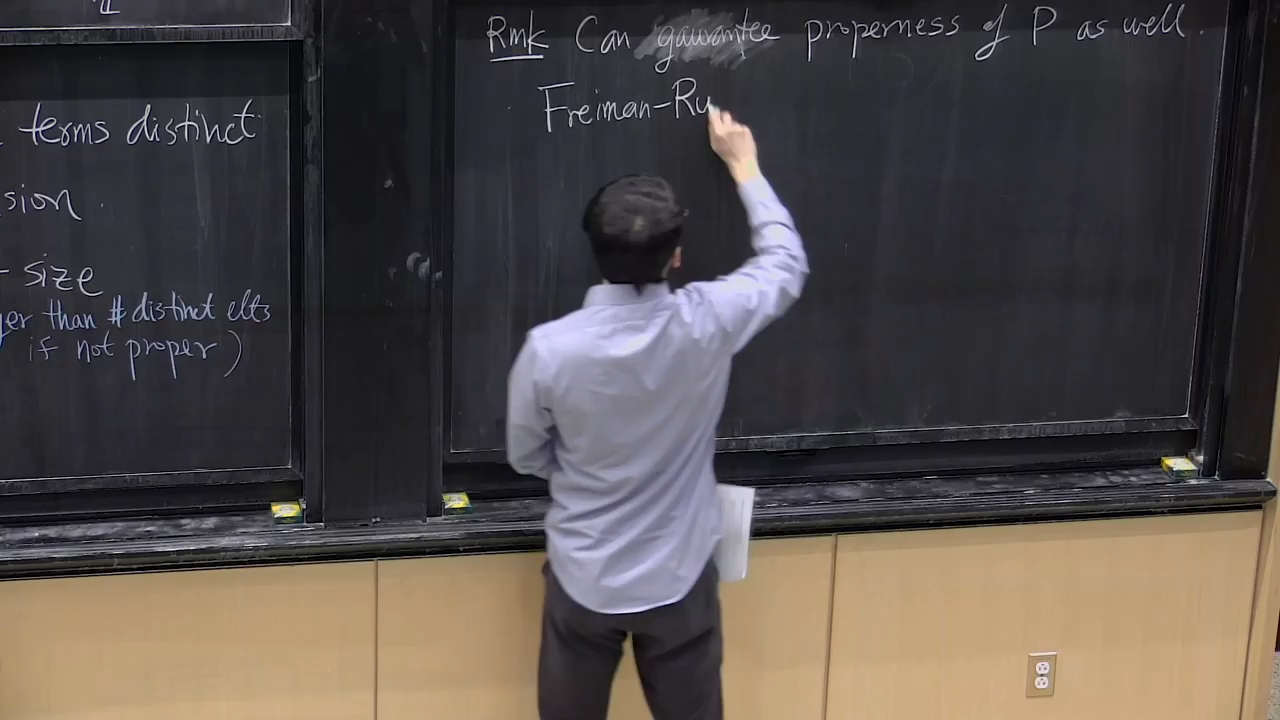 terms distinct
sion.
size
ger than # distinct elts
if not proper)
Rmk Can gaurantee properness of P as well.
Freiman-Ru